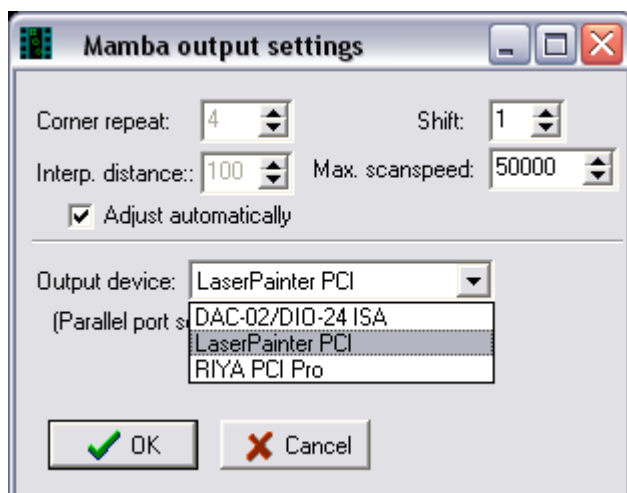 Mamba output settings
Corner repeat: 4 Shift: 1
Interp. distance:: 100 Max. scanspeed: 50000
Adjust automatically
Output device: LaserPainter PCI
(Parallel port
DAC-02/DIO-24 ISA
LaserPainter PCI
RIYA PCI Pro
OK Cancel